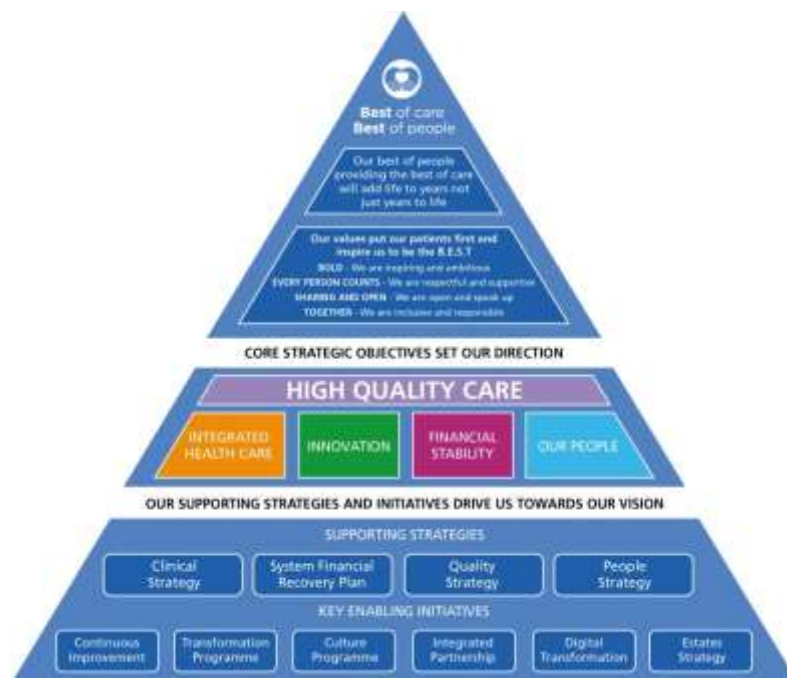 Best of care
Best of people
Our best of people
providing the best of care
will add life to years not
just years to life
Our values put our patients first and
inspire us to be the B.E.S.T
BOLD - We are inspiring and ambitious
EVERY PERSON COUNTS - We are respectful and supportive
SHARING AND OPEN - We are open and speak up
TOGETHER - We are inclusive and responsible
CORE STRATEGIC OBJECTIVES SET OUR DIRECTION
HIGH QUALITY CARE
INTEGRATED
HEALTH CARE
INNOVATION
FINANCIAL
STABILITY
OUR PEOPLE
OUR SUPPORTING STRATEGIES AND INITIATIVES DRIVE US TOWARDS OUR VISION
SUPPORTING STRATEGIES
Clinical
Strategy
System Financial
Recovery Plan
Quality
Strategy
People
Strategy
KEY ENABLING INITIATIVES
Continuous
Improvement
Transformation
Programme
Culture
Programme
Integrated
Partnership
Digital
Transformation
Estates
Strategy